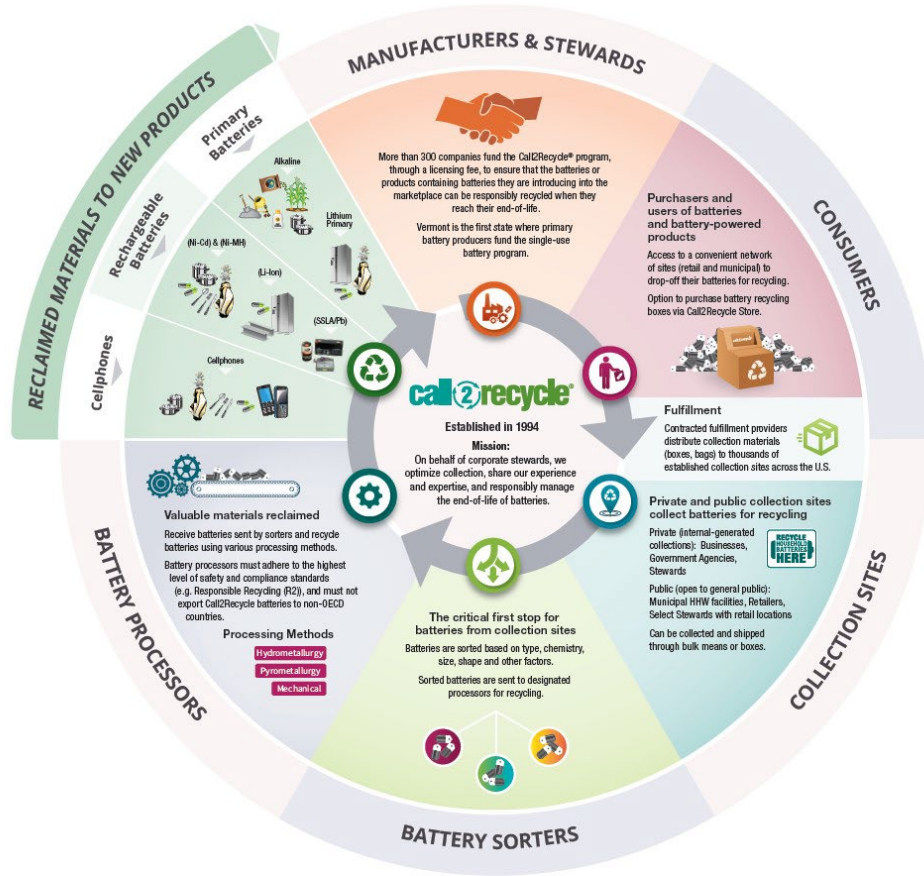 MANUFACTURERS & STEWARDS
More than 300 companies fund the Call2Recycle® program,
through a licensing fee, to ensure that the batteries or
products containing batteries they are introducing into the
marketplace can be responsibly recycled when they
reach their end-of-life.
Vermont is the first state where primary
battery producers fund the single-use
battery program.
CONSUMERS
Purchasers and
users of batteries
and battery-powered
products
Access to a convenient network
of sites (retail and municipal) to
drop-off their batteries for recycling.
Option to purchase battery recycling
boxes via Call2Recycle Store.
Fulfillment
Contracted fulfillment providers
distribute collection materials
(boxes, bags) to thousands of
established collection sites across the U.S.
COLLECTION SITES
Private and public collection sites
collect batteries for recycling
Private (internal-generated
collections): Businesses,
Government Agencies,
Stewards
RECYCLE
HOUSEHOLD
BATTERIES
HERE
Public (open to general public):
Municipal HHW facilities, Retailers,
Select Stewards with retail locations
Can be collected and shipped
through bulk means or boxes.
BATTERY SORTERS
The critical first stop for
batteries from collection sites
Batteries are sorted based on type, chemistry,
size, shape and other factors.
Sorted batteries are sent to designated
processors for recycling.
BATTERY PROCESSORS
Valuable materials reclaimed
Receive batteries sent by sorters and recycle
batteries using various processing methods.
Battery processors must adhere to the highest
level of safety and compliance standards
(e.g. Responsible Recycling (R2)), and must not
export Call2Recycle batteries to non-OECD
countries.
Processing Methods
Hydrometallurgy
Pyrometallurgy
Mechanical
RECLAIMED MATERIALS TO NEW PRODUCTS
Primary
Batteries
Alkaline
Lithium
Primary
Rechargeable
Batteries
(Ni-Cd) & (Ni-MH)
(Li-Ion)
(SSLA/Pb)
Cellphones
Cellphones
call2recycle®
Established in 1994
Mission:
On behalf of corporate stewards, we
optimize collection, share our experience
and expertise, and responsibly manage
the end-of-life of batteries.